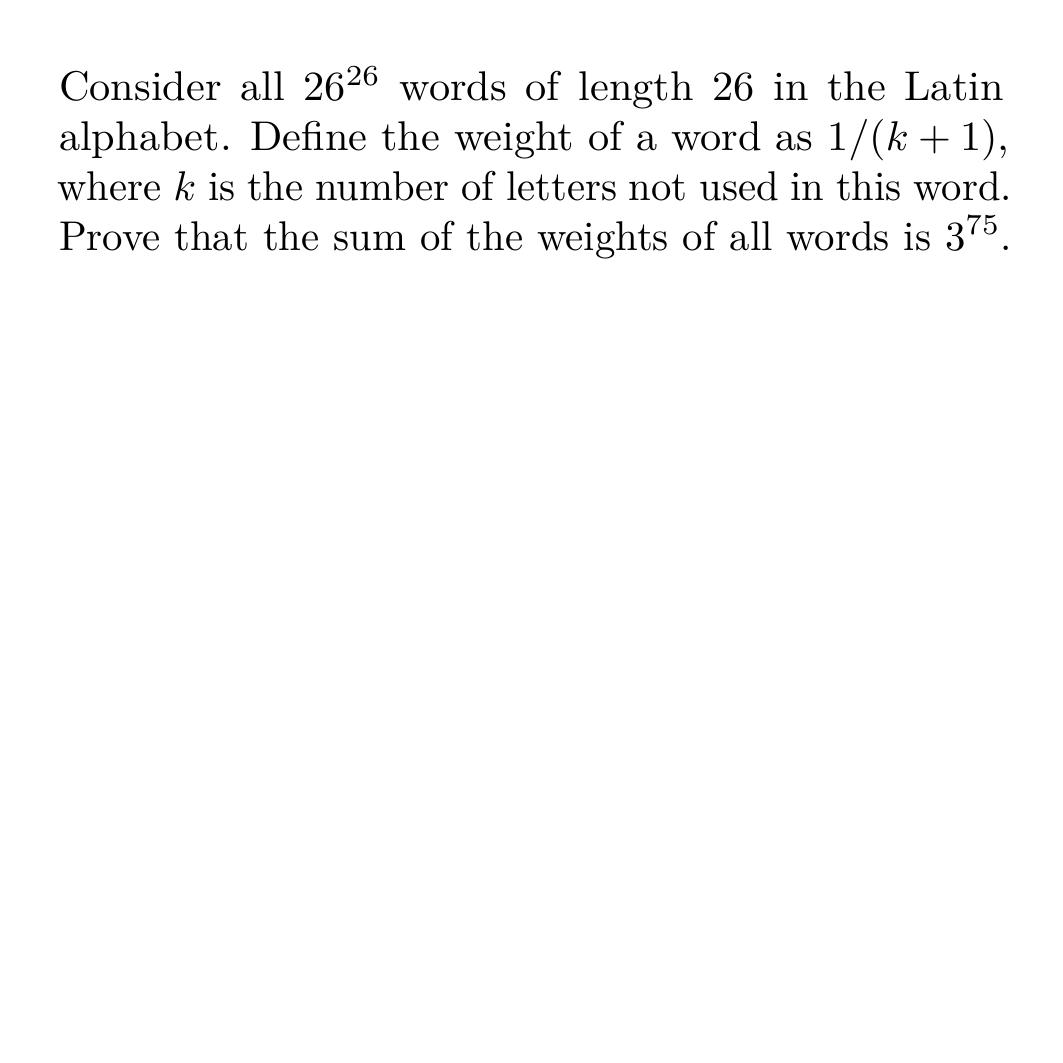 Consider all 26^{26} words of length 26 in the Latin
alphabet. Define the weight of a word as 1/(k + 1),
where k is the number of letters not used in this word.
Prove that the sum of the weights of all words is 3^{75}.